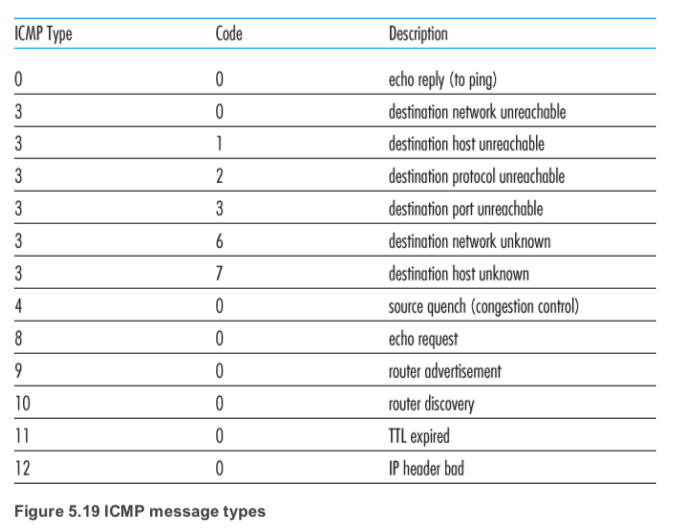 ICMP Type Code Description
0 0 echo reply (to ping)
3 0 destination network unreachable
3 1 destination host unreachable
3 2 destination protocol unreachable
3 3 destination port unreachable
3 6 destination network unknown
3 7 destination host unknown
4 0 source quench (congestion control)
8 0 echo request
9 0 router advertisement
10 0 router discovery
11 0 TTL expired
12 0 IP header bad
Figure 5.19 ICMP message types